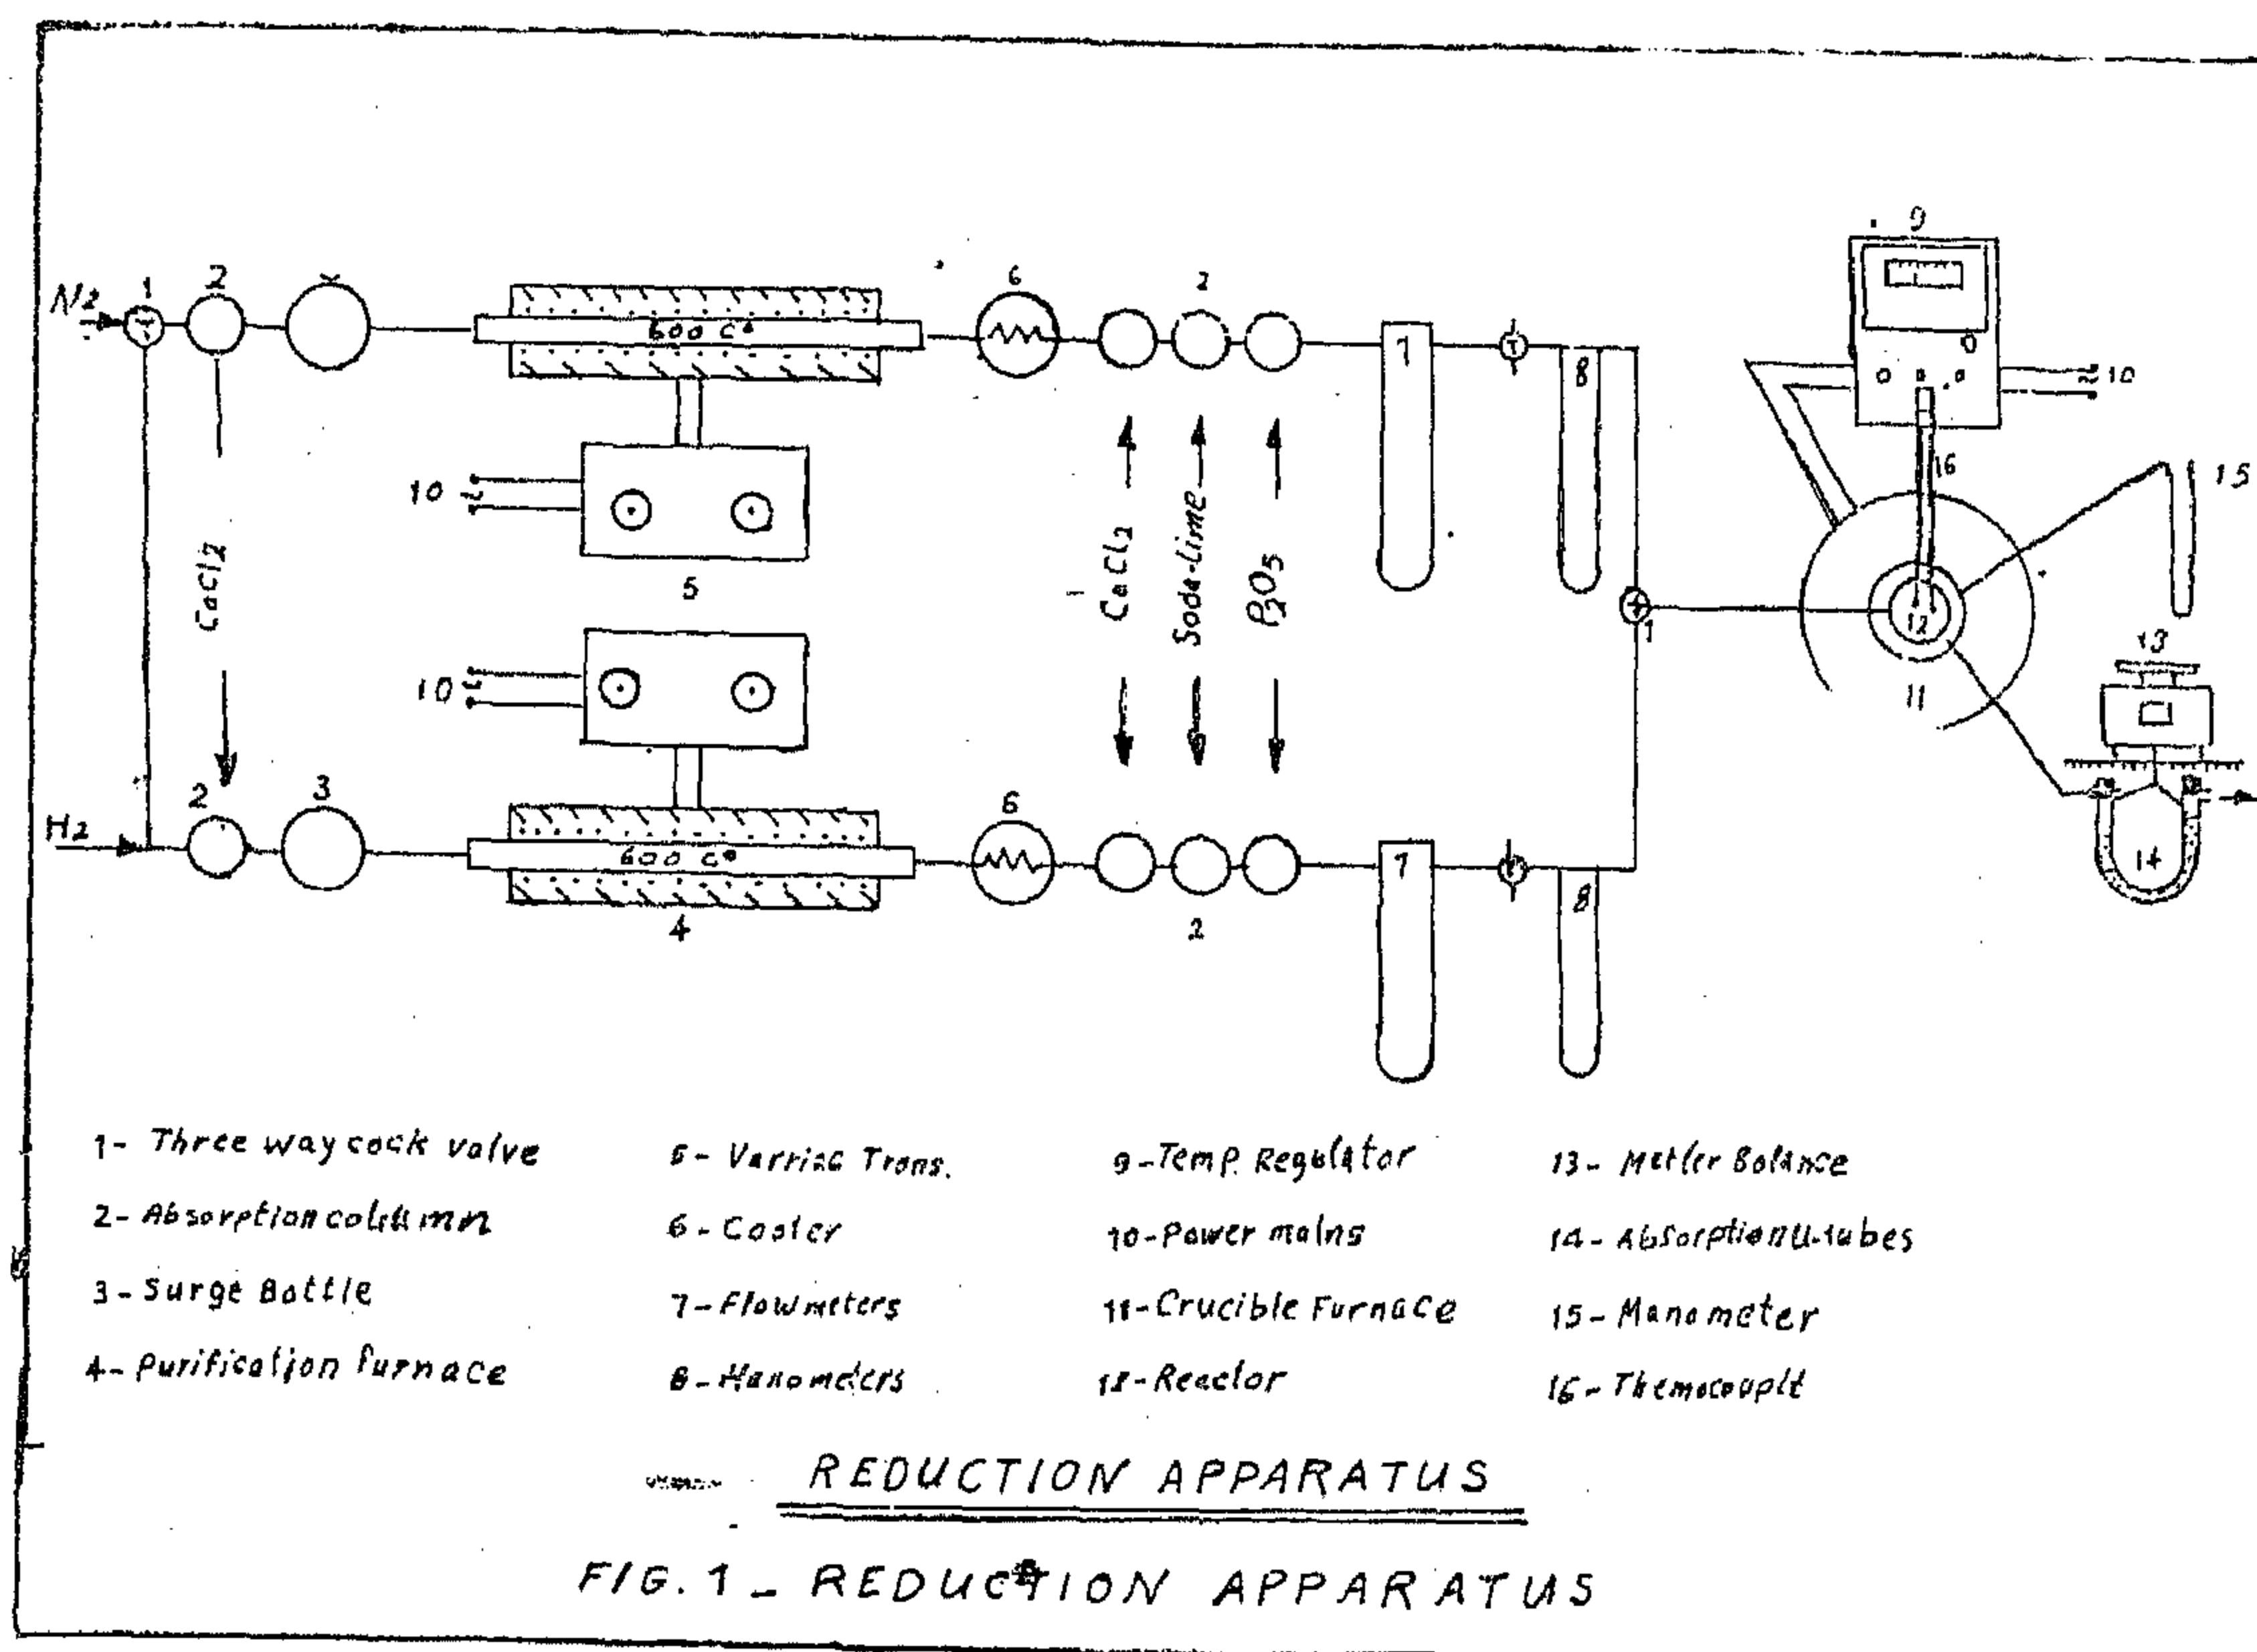 9
N2
1
2
6
2
600 C°
7
8
10
16
15
10
CaCl2
5
CaCl2
Soda-Lime
P2O5
12
1
13
11
10
2
3
6
H2
600 C°
7
14
4
2
8
1- Three way cock valve
2- Absorption column
3- Surge Bottle
4- Purification furnace
5- Varriac Trans.
6- Cooler
7- Flowmeters
8- Manometers
9- Temp. Regulator
10- Power mains
11- Crucible Furnace
12- Reactor
13- Metler Balance
14- Absorption U-tubes
15- Manometer
16- Themocouple
REDUCTION APPARATUS
FIG. 1 - REDUCTION APPARATUS